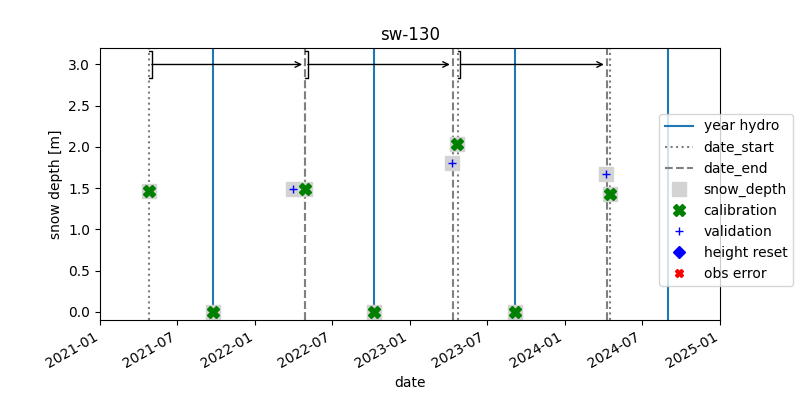 sw-130
3.0
2.5
2.0
1.5
1.0
0.5
0.0
snow depth [m]
year hydro
date_start
date_end
snow_depth
calibration
validation
height reset
obs error
2021-01
2021-07
2022-01
2022-07
2023-01
2023-07
2024-01
2024-07
2025-01
date